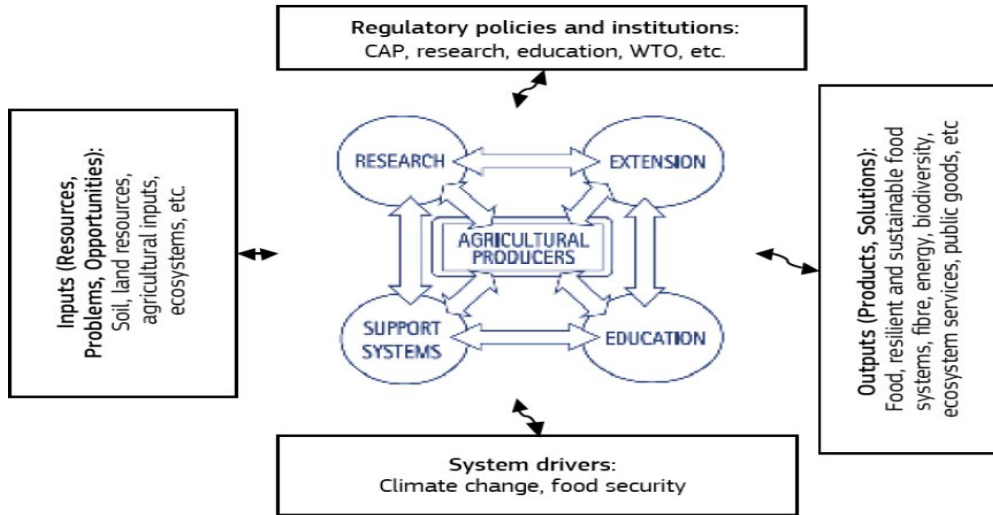 Regulatory policies and institutions:
CAP, research, education, WTO, etc.
Inputs (Resources,
Problems, Opportunities):
Soil, land resources,
agricultural inputs,
ecosystems, etc.
RESEARCH
EXTENSION
AGRICULTURAL
PRODUCERS
SUPPORT
SYSTEMS
EDUCATION
Outputs (Products, Solutions):
Food, resilient and sustainable food
systems, fibre, energy, biodiversity,
ecosystem services, public goods, etc
System drivers:
Climate change, food security